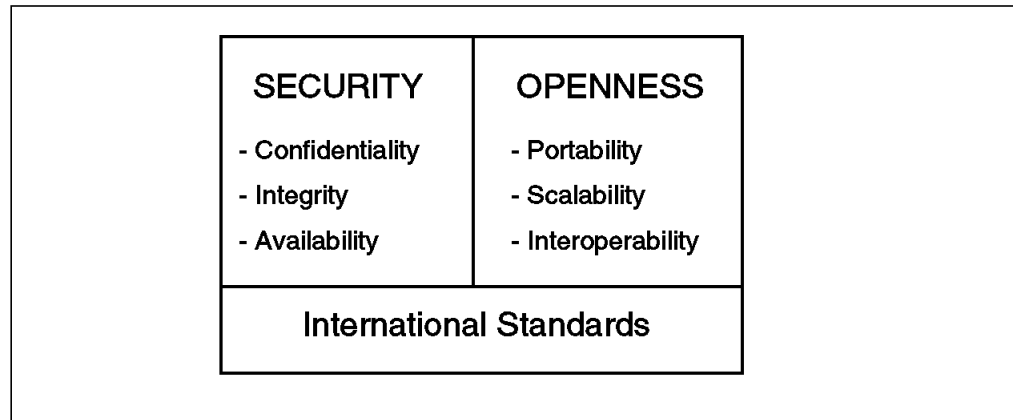 SECURITY
- Confidentiality
- Integrity
- Availability
OPENNESS
- Portability
- Scalability
- Interoperability
International Standards